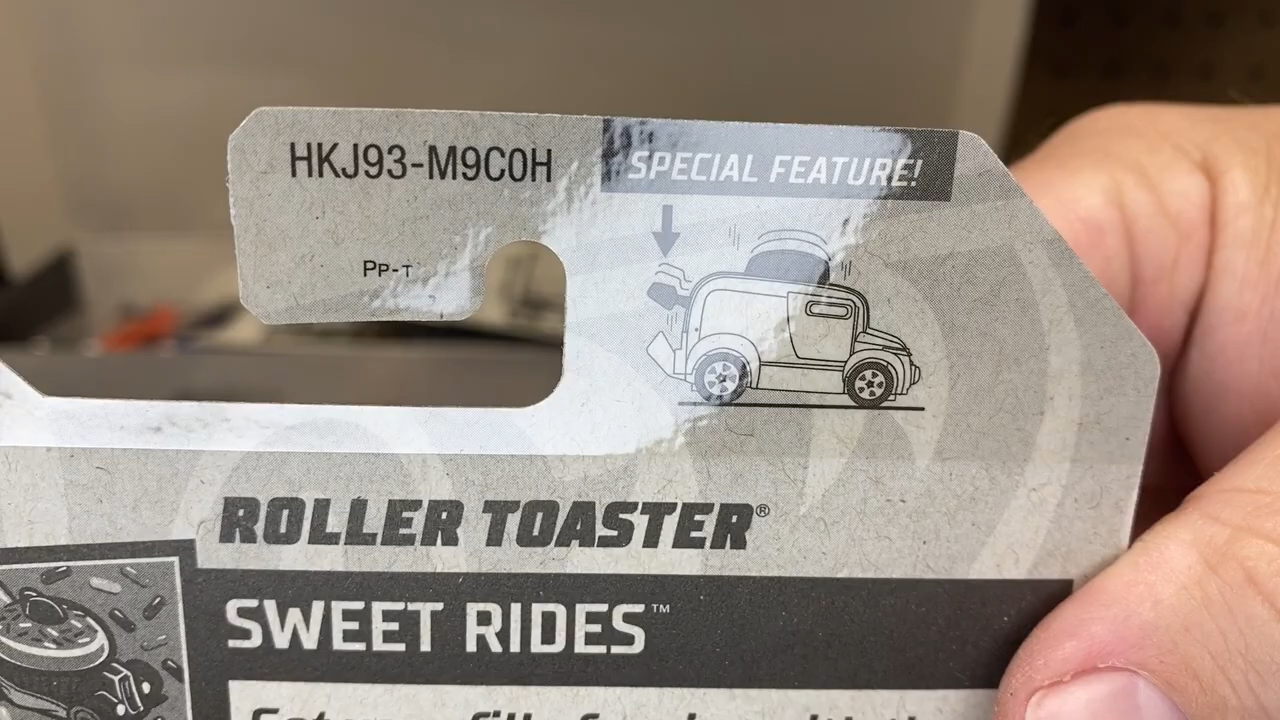 HKJ93-M9C0H
SPECIAL FEATURE!
PP-T
ROLLER TOASTER®
SWEET RIDES™